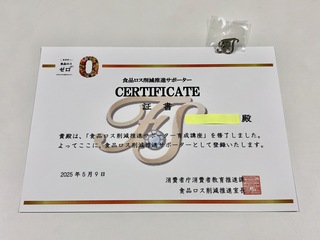 食品ロス削減推進サポーター
CERTIFICATE
証書
殿
貴殿は、「食品ロス削減推進サポーター育成講座」を修了しました。
よってここに、食品ロス削減推進サポーターとして登録いたします。
2025年5月9日
消費者庁消費者教育推進課
食品ロス削減推進室長